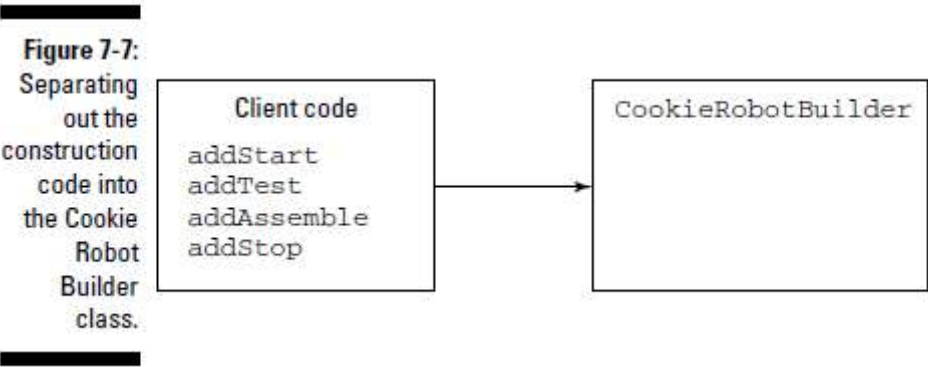 Figure 7-7:
Separating
out the
construction
code into
the Cookie
Robot
Builder
class.
Client code
addStart
addTest
addAssemble
addStop
CookieRobotBuilder